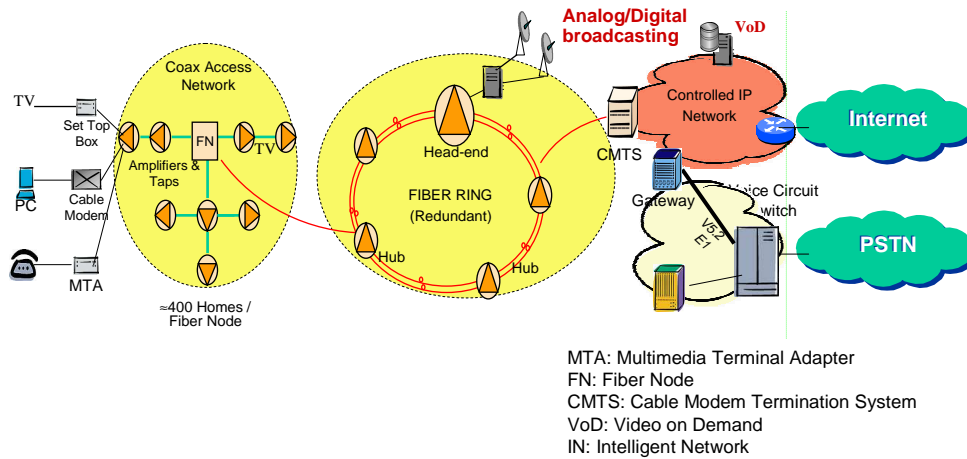 Analog/Digital
broadcasting
VoD
Coax Access
Network
Controlled IP
Network
TV
Set Top
Box
FN
TV
Amplifiers &
Taps
Head-end
CMTS
Internet
PC
Cable
Modem
FIBER RING
(Redundant)
Gateway
Circuit
V5.2
E1
PSTN
MTA
Hub
Hub
≈400 Homes /
Fiber Node
MTA: Multimedia Terminal Adapter
FN: Fiber Node
CMTS: Cable Modem Termination System
VoD: Video on Demand
IN: Intelligent Network